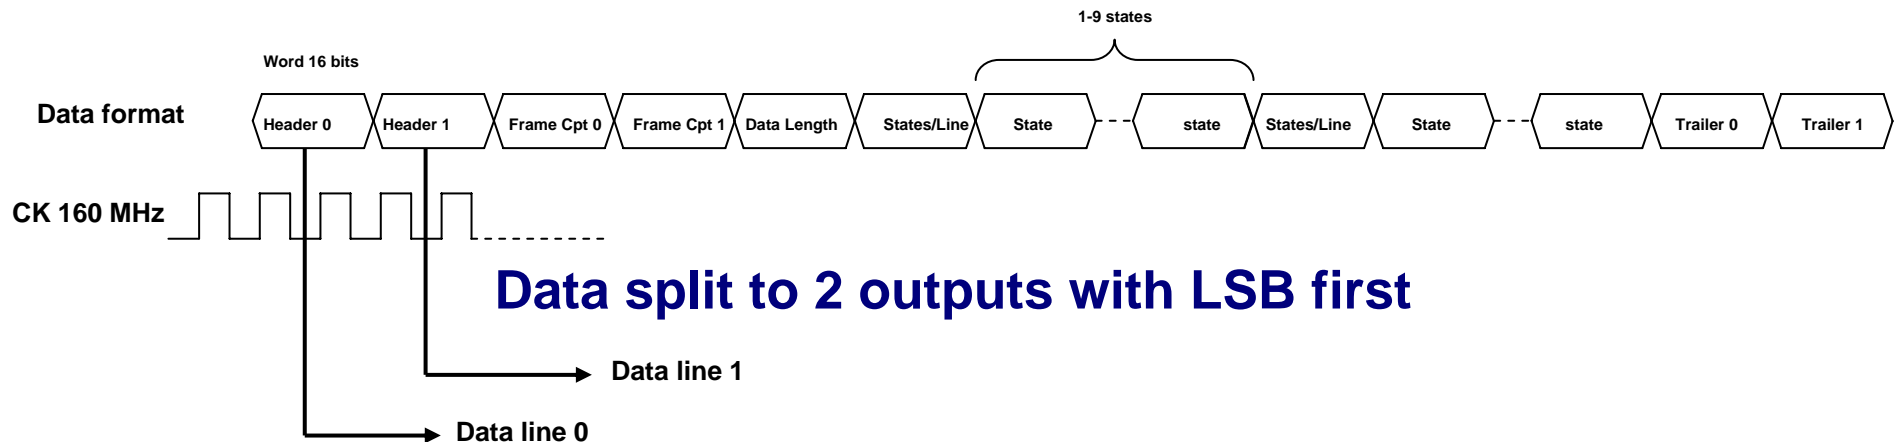 1-9 states
Word 16 bits
Data format
Header 0 Header 1 Frame Cpt 0 Frame Cpt 1 Data Length States/Line State state States/Line State state Trailer 0 Trailer 1
CK 160 MHz
Data split to 2 outputs with LSB first
Data line 1
Data line 0